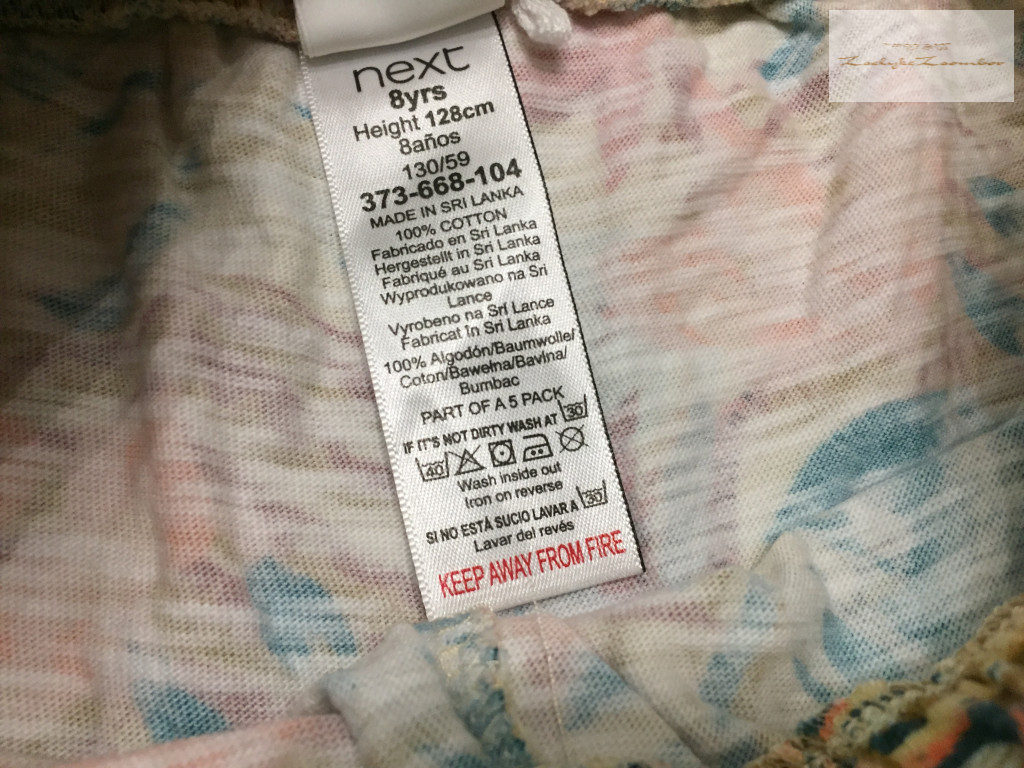 next
8yrs
Height 128cm
8años
130/59
373-668-104
MADE IN SRI LANKA
100% COTTON
Fabricado en Sri Lanka
Hergestellt in Sri Lanka
Fabriqué au Sri Lanka
Wyprodukowano na Sri
Lance
Vyrobeno na Srí Lance
Fabricat în Sri Lanka
100% Algodón/Baumwolle/
Coton/Bawełna/Bavlna/
Bumbac
PART OF A 5 PACK
IF IT'S NOT DIRTY WASH AT 30
40
Wash inside out
Iron on reverse
SI NO ESTÁ SUCIO LAVAR A 30
Lavar del revés
KEEP AWAY FROM FIRE